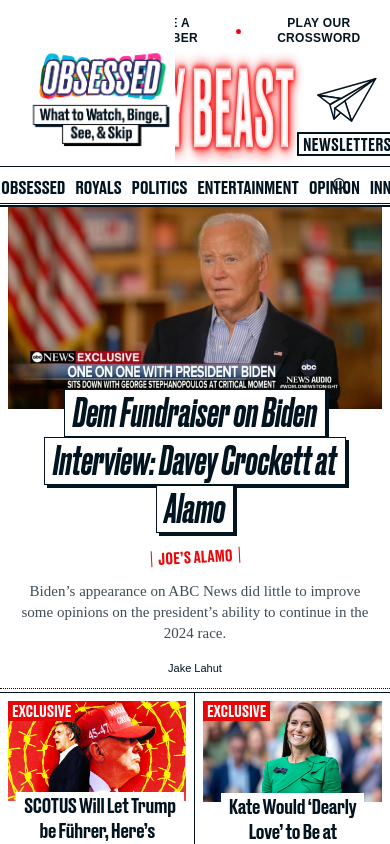 E A
BER
PLAY OUR
CROSSWORD
OBSESSED
What to Watch, Binge,
See, & Skip
Y BEAST
NEWSLETTERS
OBSESSED ROYALS POLITICS ENTERTAINMENT OPINION INN
abc NEWS EXCLUSIVE
ONE ON ONE WITH PRESIDENT BIDEN
SITS DOWN WITH GEORGE STEPHANOPOULOS AT CRITICAL MOMENT
abc
NEWS AUDIO
#WORLDNEWSTONIGHT
Dem Fundraiser on Biden
Interview: Davey Crockett at
Alamo
JOE’S ALAMO
Biden’s appearance on ABC News did little to improve
some opinions on the president’s ability to continue in the
2024 race.
Jake Lahut
EXCLUSIVE
45-47
SCOTUS Will Let Trump
be Führer, Here’s
EXCLUSIVE
Kate Would ‘Dearly
Love’ to Be at